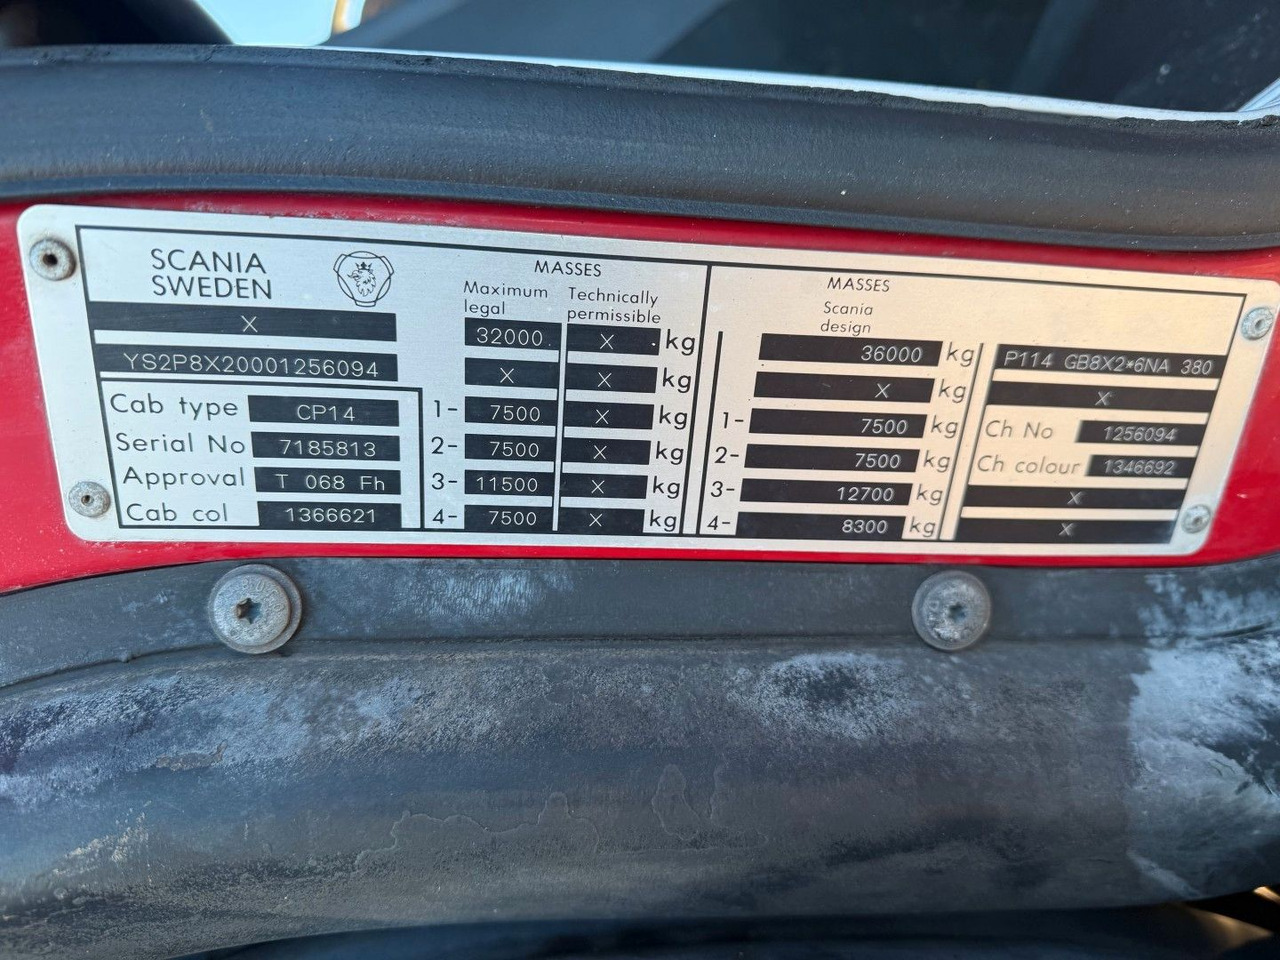 SCANIA
SWEDEN
X
YS2P8X20001256094
Cab type CP14
Serial No 7185813
Approval T 068 Fh
Cab col 1366621
MASSES
Maximum legal Technically permissible
32000 X kg
X X kg
1- 7500 X kg
2- 7500 X kg
3- 11500 X kg
4- 7500 X kg
MASSES
Scania
design
36000 kg
X kg
1- 7500 kg
2- 7500 kg
3- 12700 kg
4- 8300 kg
P114 GB8X2*6NA 380
X
Ch No 1256094
Ch colour 1346692
X
X